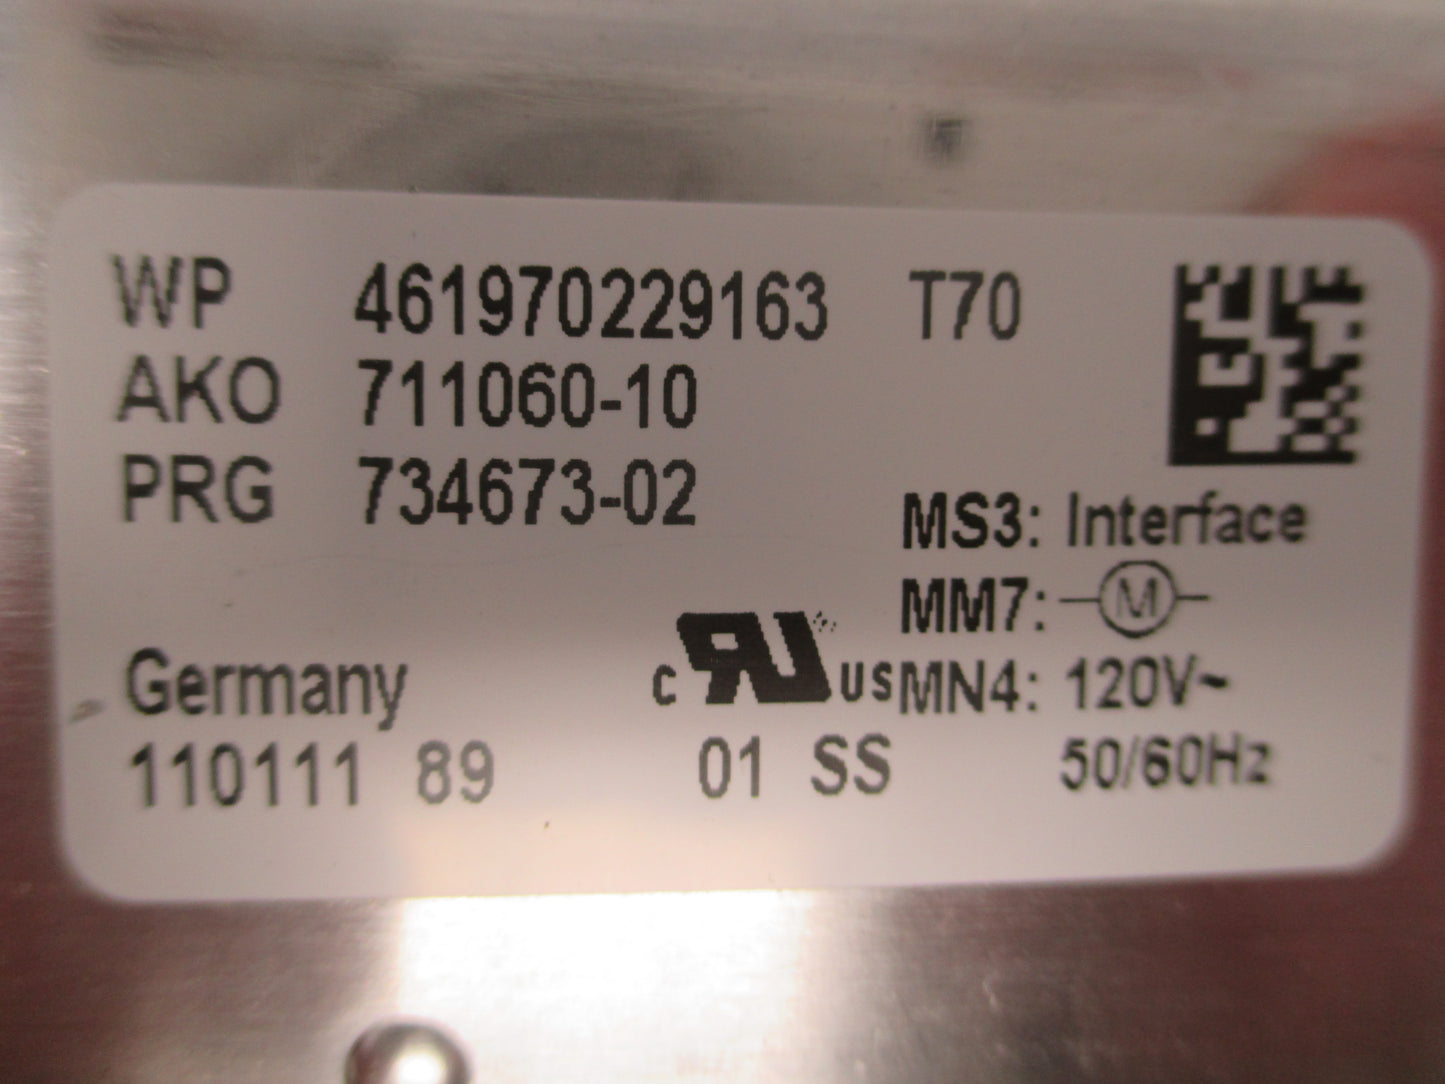 WP 461970229163 T70
AKO 711060-10
PRG 734673-02
MS3: Interface
MM7: M
Germany c RU US MN4: 120V~
110111 89 01 SS 50/60Hz